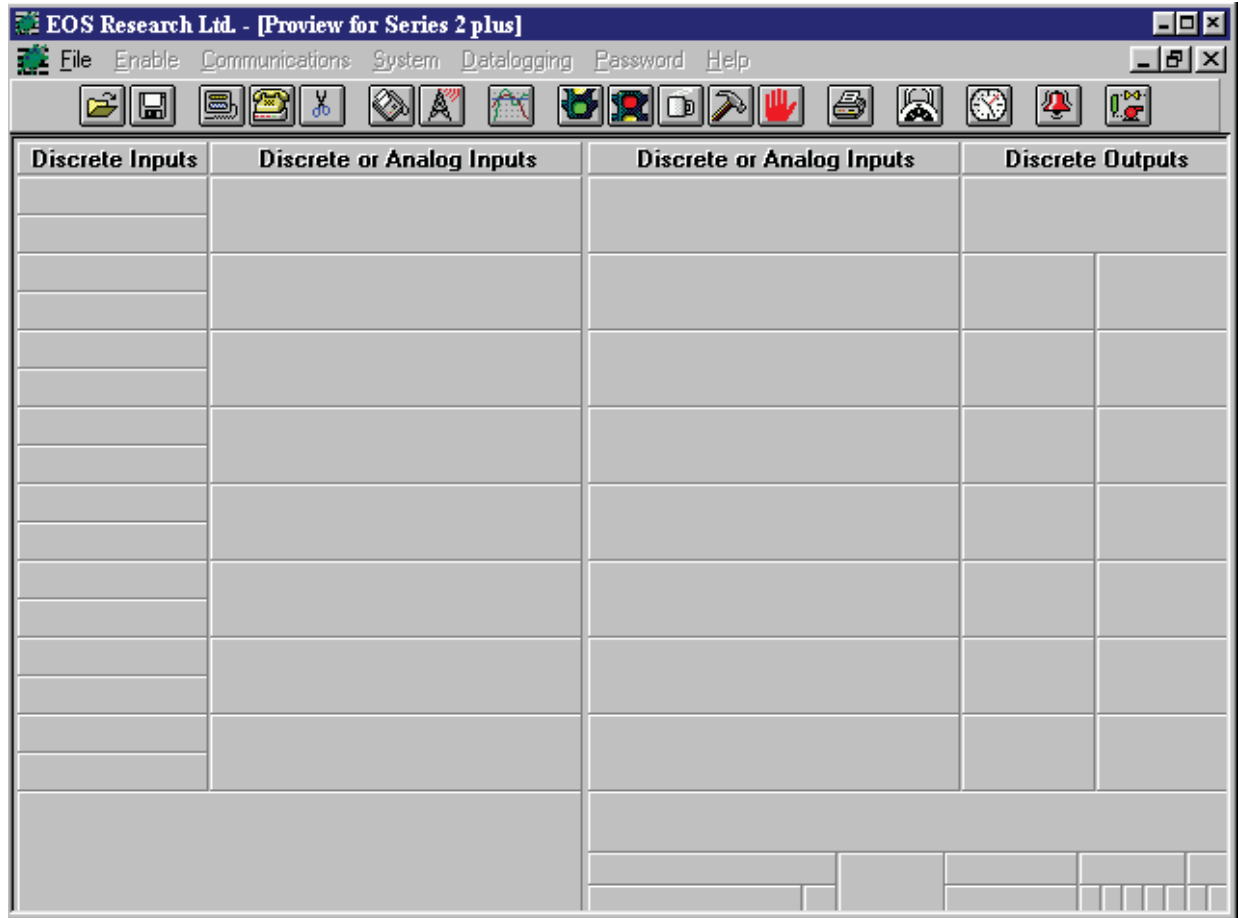 EOS Research Ltd. - [Proview for Series 2 plus]
File Enable Communications System Datalogging Password Help
Discrete Inputs Discrete or Analog Inputs Discrete or Analog Inputs Discrete Outputs